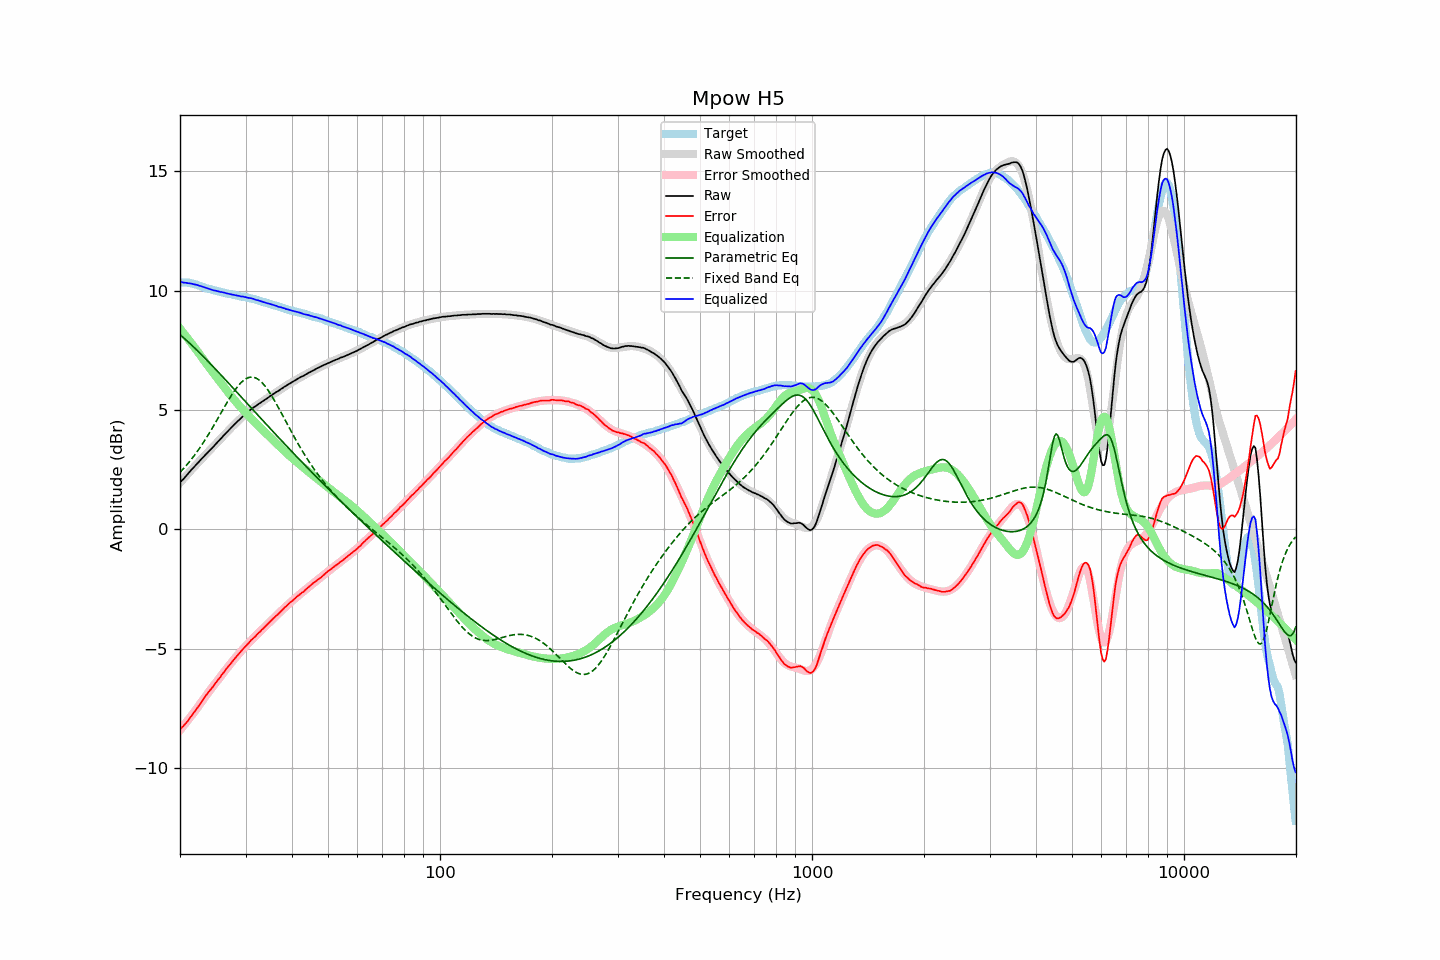 Mpow H5
Target
Raw Smoothed
Error Smoothed
Raw
Error
Equalization
Parametric Eq
Fixed Band Eq
Equalized
15
10
5
0
−5
−10
Amplitude (dBr)
100
1000
10000
Frequency (Hz)